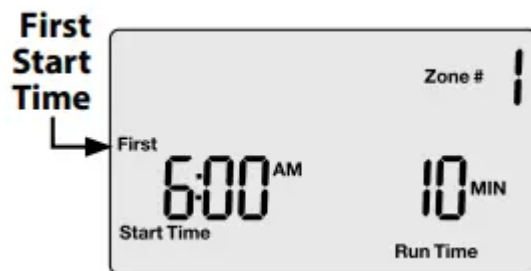 First
Start
Time
Zone # 1
First
6:00 AM 10 MIN
Start Time
Run Time